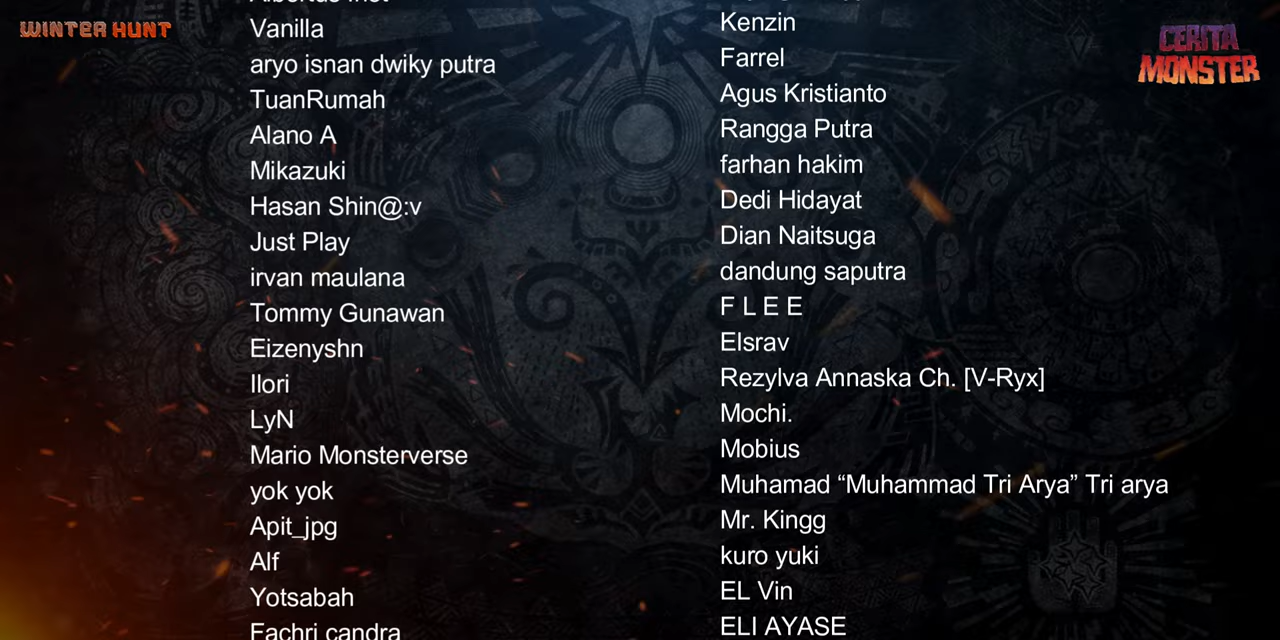 WINTER HUNT
CERITA
MONSTER
Vanilla
aryo isnan dwiky putra
TuanRumah
Alano A
Mikazuki
Hasan Shin@:v
Just Play
irvan maulana
Tommy Gunawan
Eizenyshn
Ilori
LyN
Mario Monsterverse
yok yok
Apit_jpg
Alf
Yotsabah
Fachri candra
Kenzin
Farrel
Agus Kristianto
Rangga Putra
farhan hakim
Dedi Hidayat
Dian Naitsuga
dandung saputra
F L E E
Elsrav
Rezylva Annaska Ch. [V-Ryx]
Mochi.
Mobius
Muhamad “Muhammad Tri Arya” Tri arya
Mr. Kingg
kuro yuki
EL Vin
ELI AYASE